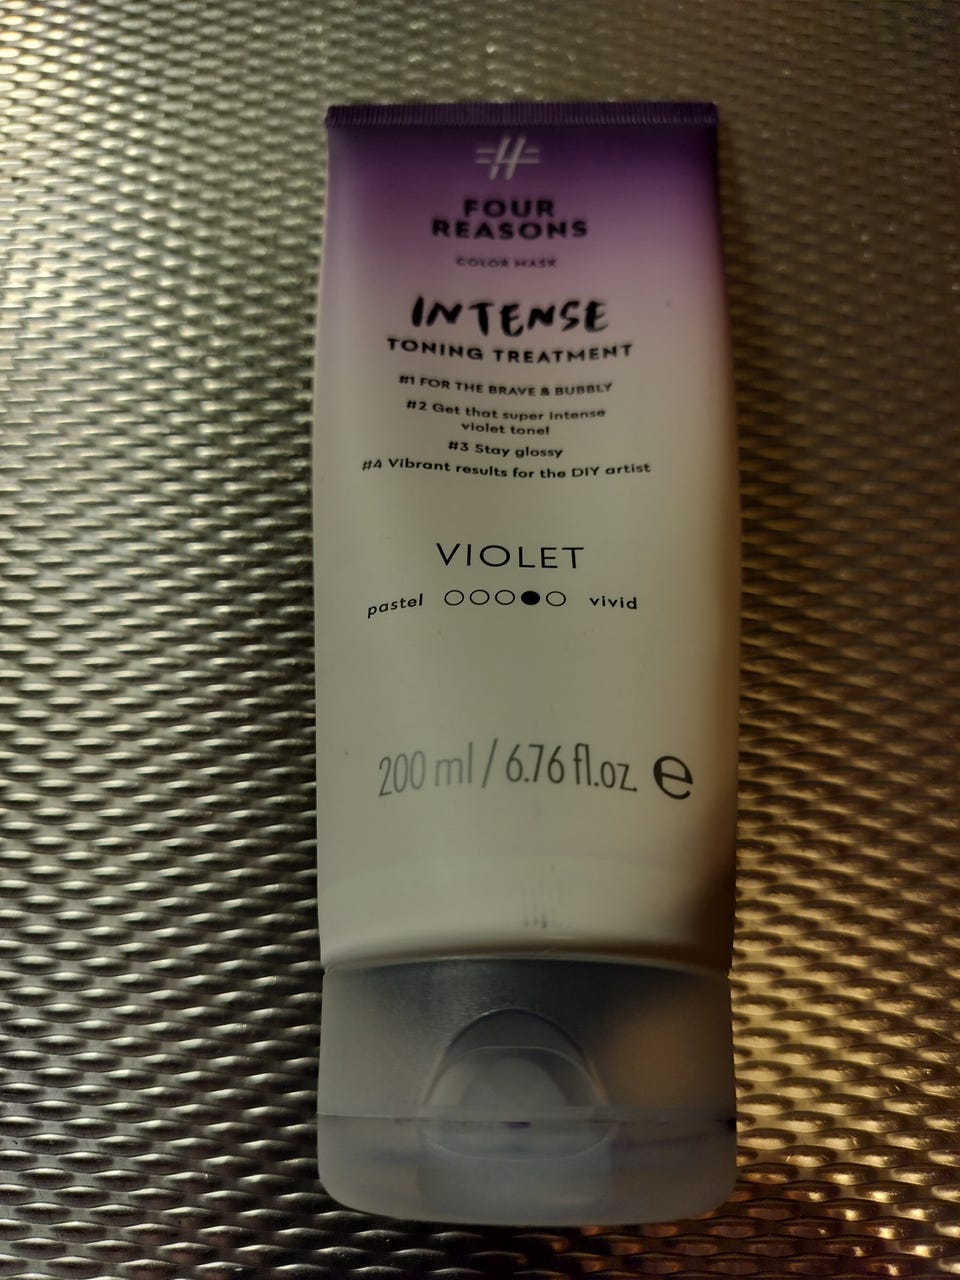 FOUR
REASONS
COLOR MASK
INTENSE
TONING TREATMENT
#1 FOR THE BRAVE & BUBBLY
#2 Get that super intense
violet tone!
#3 Stay glossy
#4 Vibrant results for the DIY artist
VIOLET
pastel vivid
200 ml / 6.76 fl.oz. e